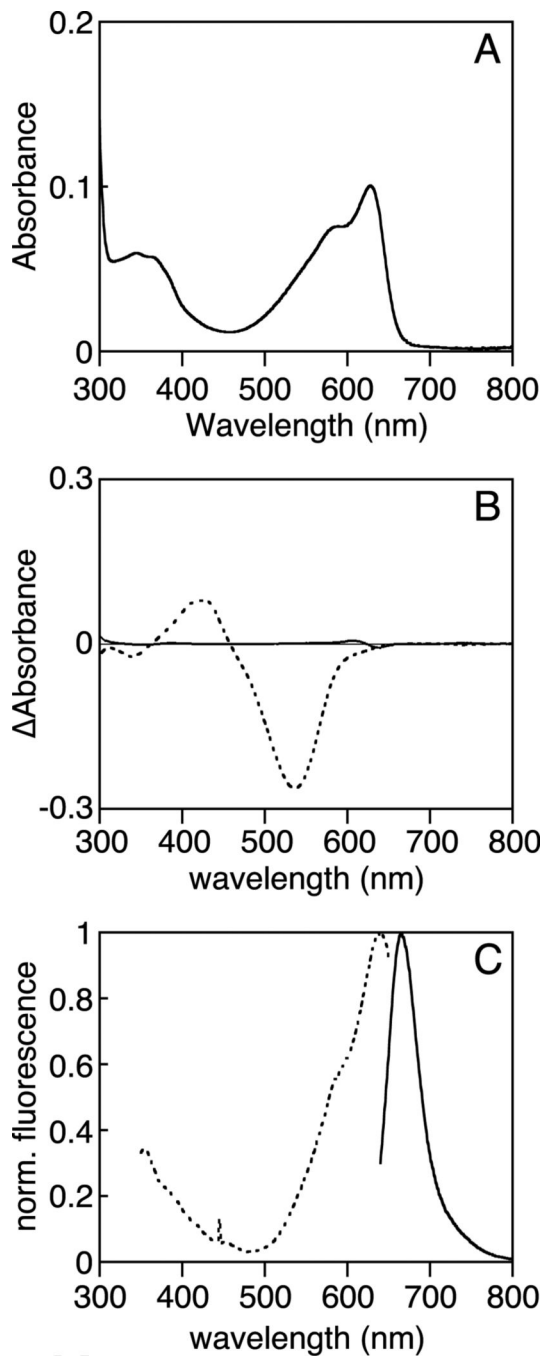 A
0.2
0.1
0
Absorbance
300 400 500 600 700 800
Wavelength (nm)
B
0.3
0
-0.3
ΔAbsorbance
300 400 500 600 700 800
wavelength (nm)
C
1
0.8
0.6
0.4
0.2
0
norm. fluorescence
300 400 500 600 700 800
wavelength (nm)